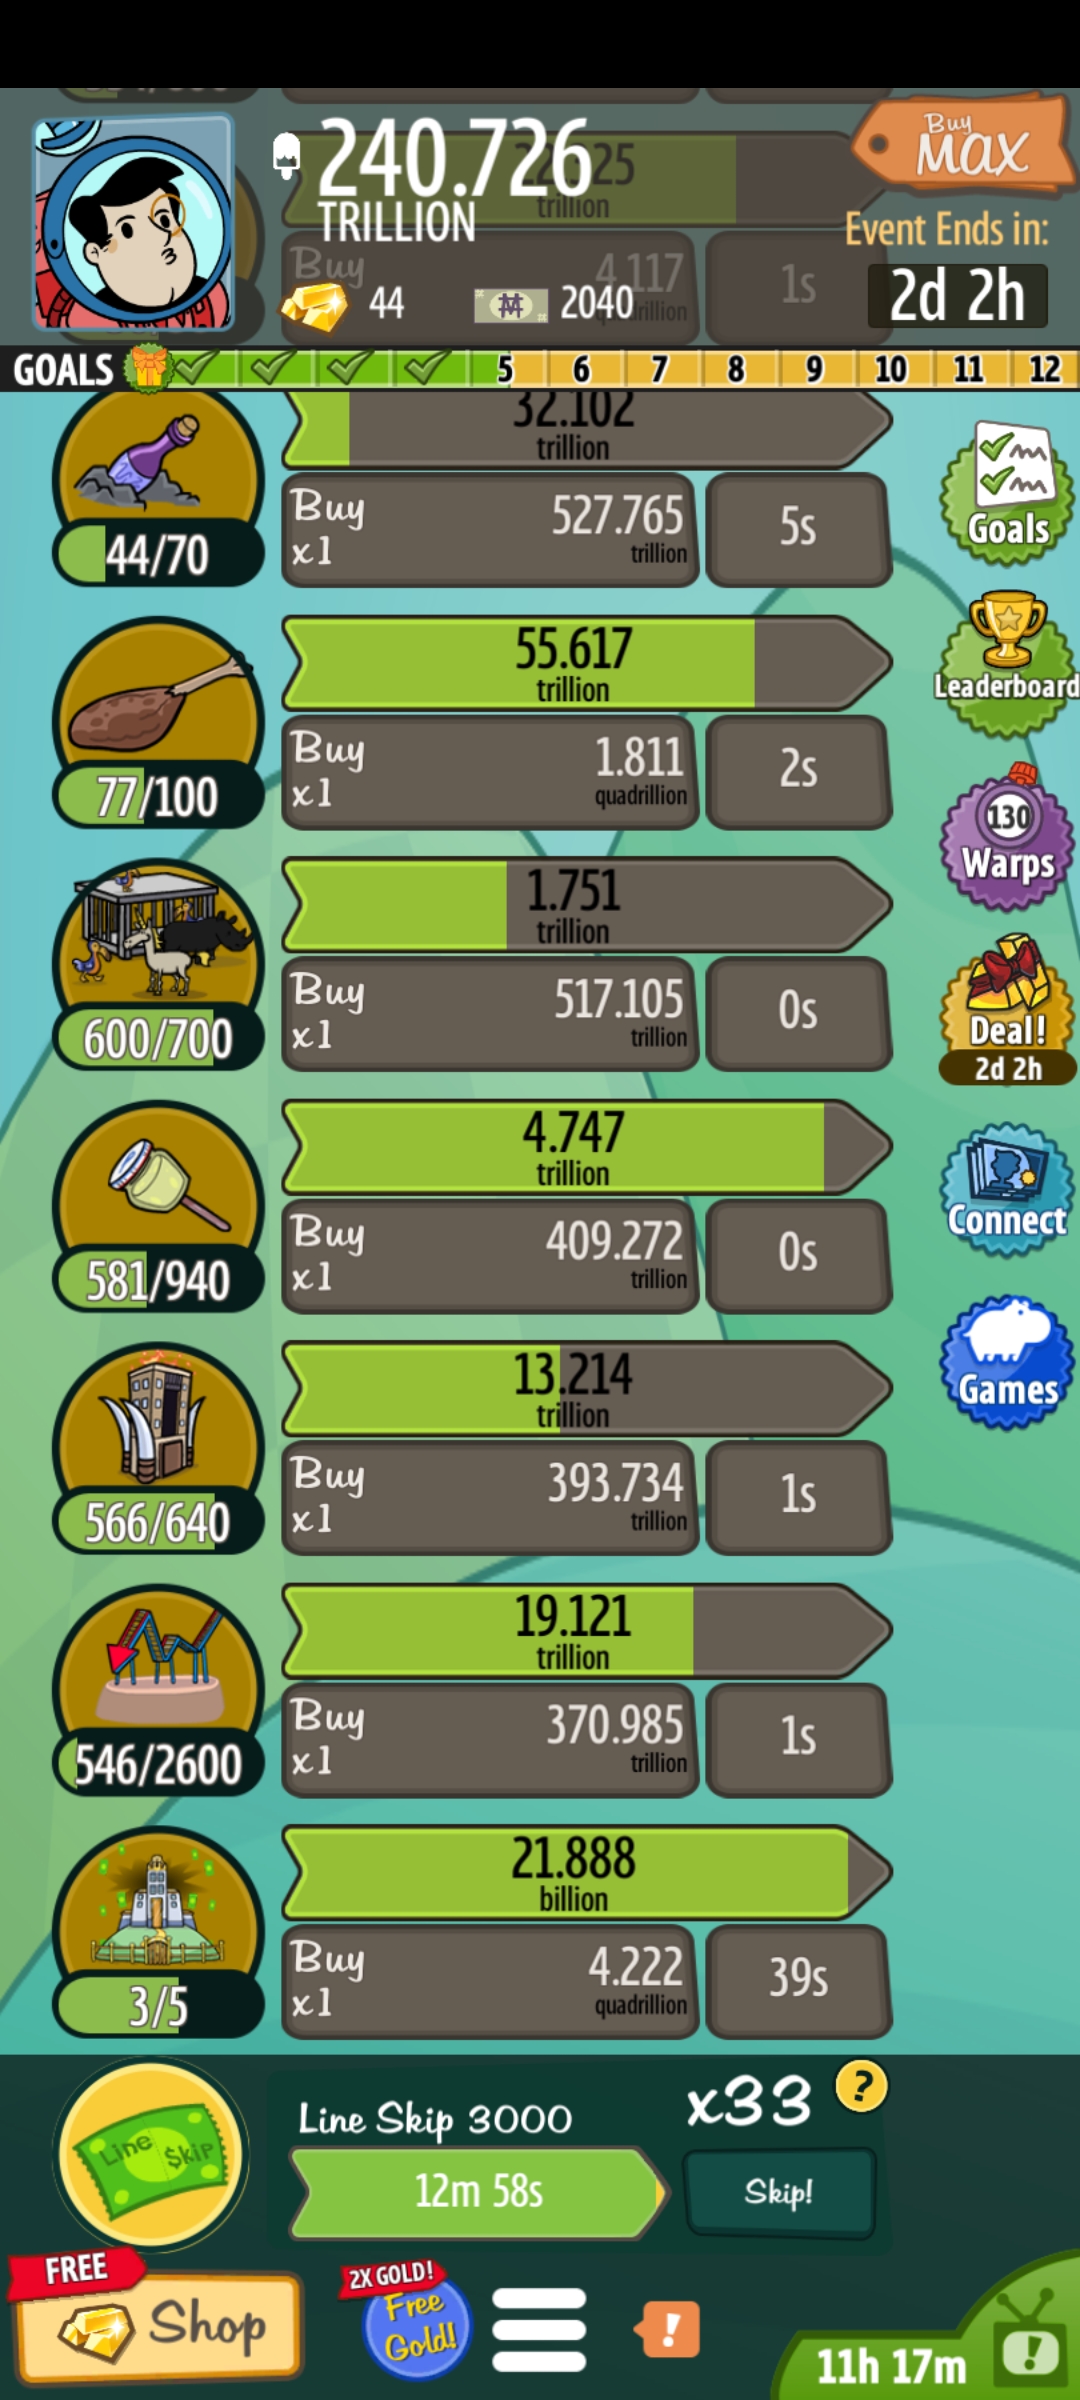 240.726
TRILLION
Buy
MAX
trillion
Event Ends in:
2d 2h
Buy
4.117
1s
44
2040
GOALS 5 6 7 8 9 10 11 12
32.102
trillion
Buy
x1
527.765
trillion
5s
44/70
Goals
55.617
trillion
Buy
x1
1.811
quadrillion
2s
77/100
Leaderboard
130
Warps
1.751
trillion
Buy
x1
517.105
trillion
0s
600/700
Deal!
2d 2h
4.747
trillion
Buy
x1
409.272
trillion
0s
581/940
Connect
13.214
trillion
Buy
x1
393.734
trillion
1s
566/640
Games
19.121
trillion
Buy
x1
370.985
trillion
1s
546/2600
21.888
billion
Buy
x1
4.222
quadrillion
39s
3/5
Line $kip
Line Skip 3000
x33
?
12m 58s
Skip!
FREE
Shop
2X GOLD!
Free
Gold!
!
11h 17m
!